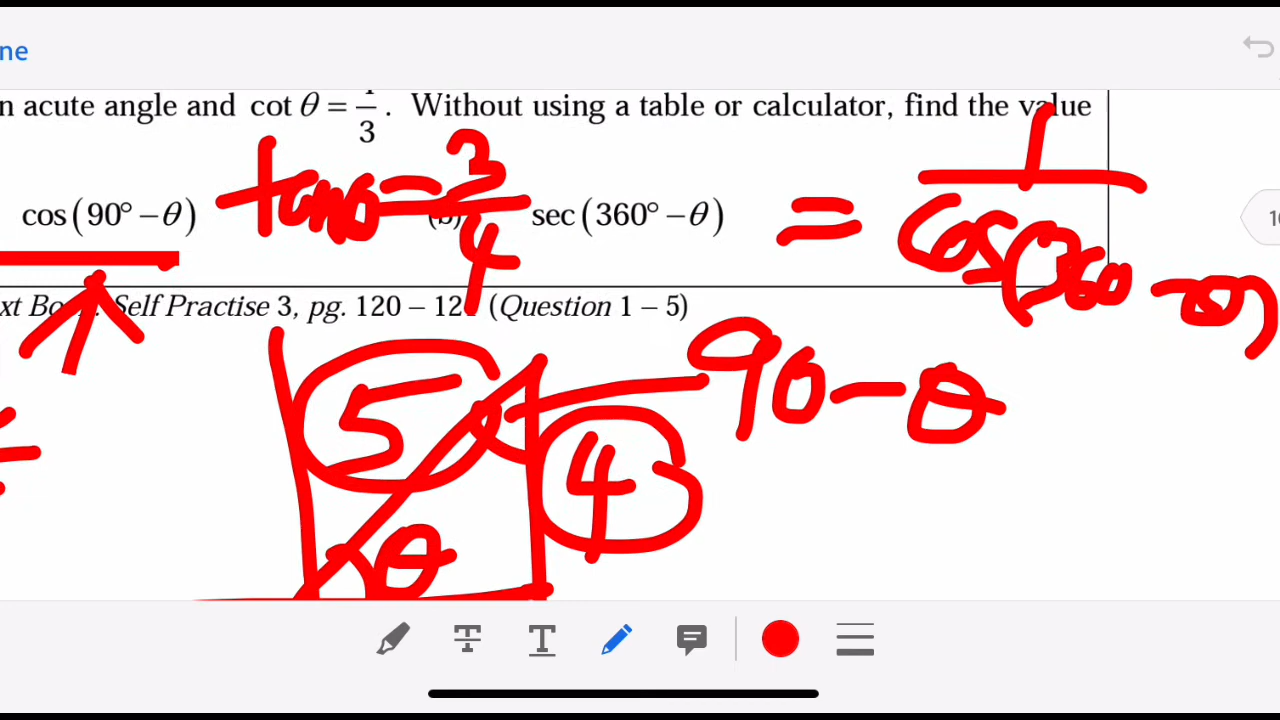 ne
n acute angle and cot θ = 4/3. Without using a table or calculator, find the value
cos(90° − θ) tanθ = 3/4 sec(360° − θ) = 1/cos(360 − θ)
xt Bo Self Practise 3, pg. 120 – 12 (Question 1 – 5)
90 − θ
5
4
θ